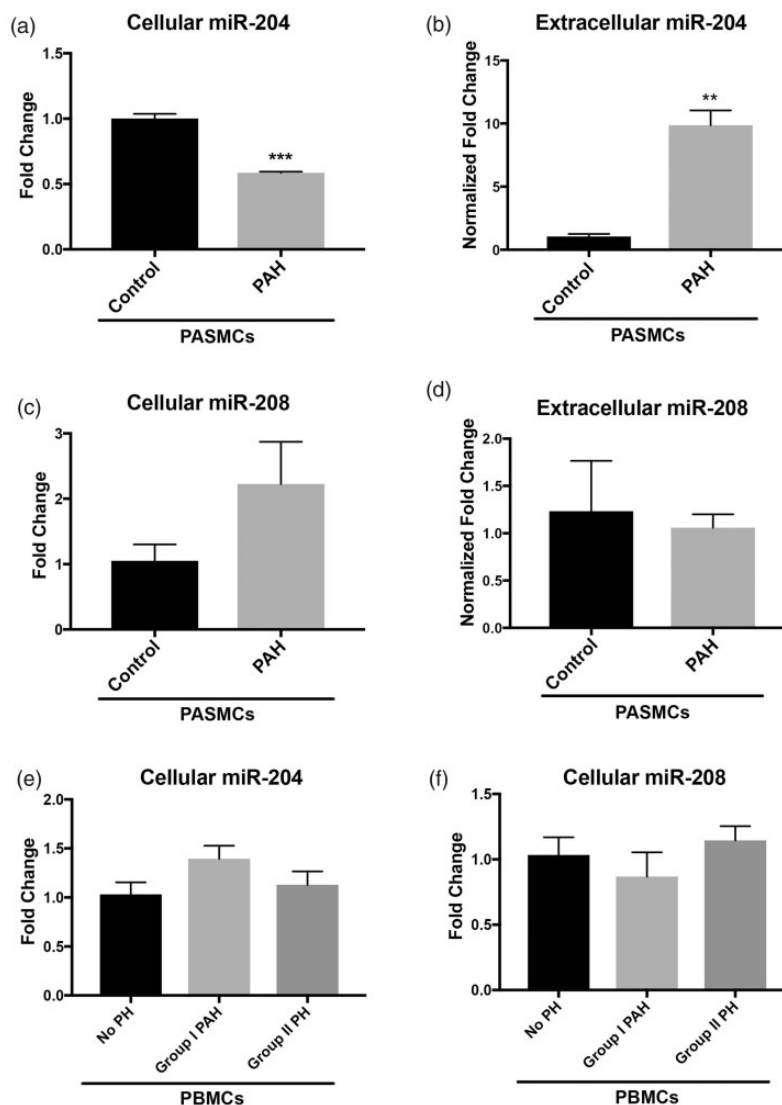 (a)
Cellular miR-204
Fold Change
1.5
1.0
0.5
0.0
***
Control
PAH
PASMCs
(b)
Extracellular miR-204
Normalized Fold Change
15
10
5
0
**
Control
PAH
PASMCs
(c)
Cellular miR-208
Fold Change
3
2
1
0
Control
PAH
PASMCs
(d)
Extracellular miR-208
Normalized Fold Change
2.0
1.5
1.0
0.5
0.0
Control
PAH
PASMCs
(e)
Cellular miR-204
Fold Change
2.0
1.5
1.0
0.5
0.0
No PH
Group I PAH
Group II PH
PBMCs
(f)
Cellular miR-208
Fold Change
1.5
1.0
0.5
0.0
No PH
Group I PAH
Group II PH
PBMCs